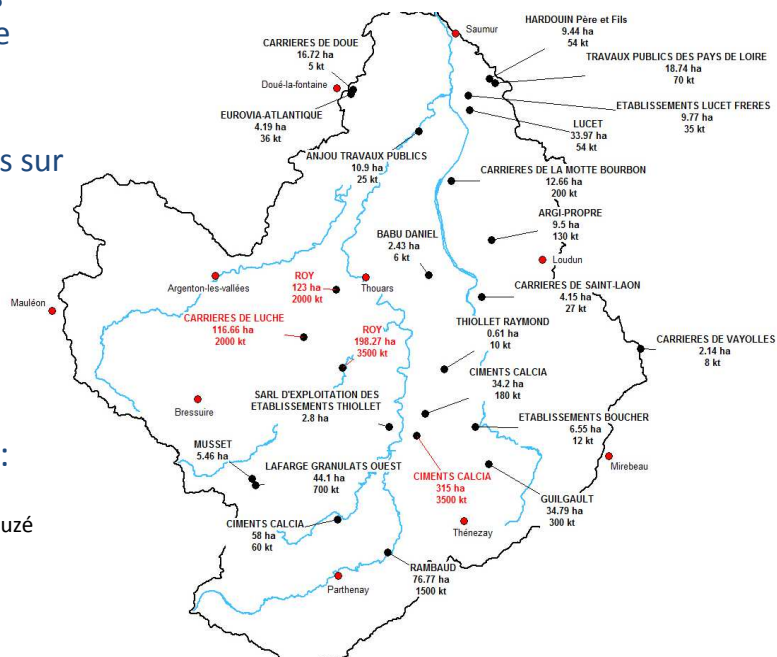 s
e
s sur
:
uzé
HARDOUIN Père et Fils
9.44 ha
54 kt
Saumur
CARRIERES DE DOUE
16.72 ha
5 kt
TRAVAUX PUBLICS DES PAYS DE LOIRE
18.74 ha
70 kt
Doué-la-fontaine
EUROVIA-ATLANTIQUE
4.19 ha
36 kt
ETABLISSEMENTS LUCET FRERES
9.77 ha
35 kt
LUCET
33.97 ha
54 kt
ANJOU TRAVAUX PUBLICS
10.9 ha
25 kt
CARRIERES DE LA MOTTE BOURBON
12.66 ha
200 kt
ARGI-PROPRE
9.5 ha
130 kt
BABU DANIEL
2.43 ha
6 kt
Loudun
Argenton-les-vallées
ROY
123 ha
2000 kt
Thouars
CARRIERES DE SAINT-LAON
4.15 ha
27 kt
Mauléon
CARRIERES DE LUCHE
116.66 ha
2000 kt
ROY
198.27 ha
3500 kt
THIOLLET RAYMOND
0.61 ha
10 kt
CARRIERES DE VAYOLLES
2.14 ha
8 kt
CIMENTS CALCIA
34.2 ha
180 kt
SARL D'EXPLOITATION DES
ETABLISSEMENTS THIOLLET
2.8 ha
Bressuire
ETABLISSEMENTS BOUCHER
6.55 ha
12 kt
MUSSET
5.46 ha
LAFARGE GRANULATS OUEST
44.1 ha
700 kt
CIMENTS CALCIA
315 ha
3500 kt
Mirebeau
GUILGAULT
34.79 ha
300 kt
CIMENTS CALCIA
58 ha
60 kt
Thénezay
RAMBAUD
76.77 ha
1500 kt
Parthenay